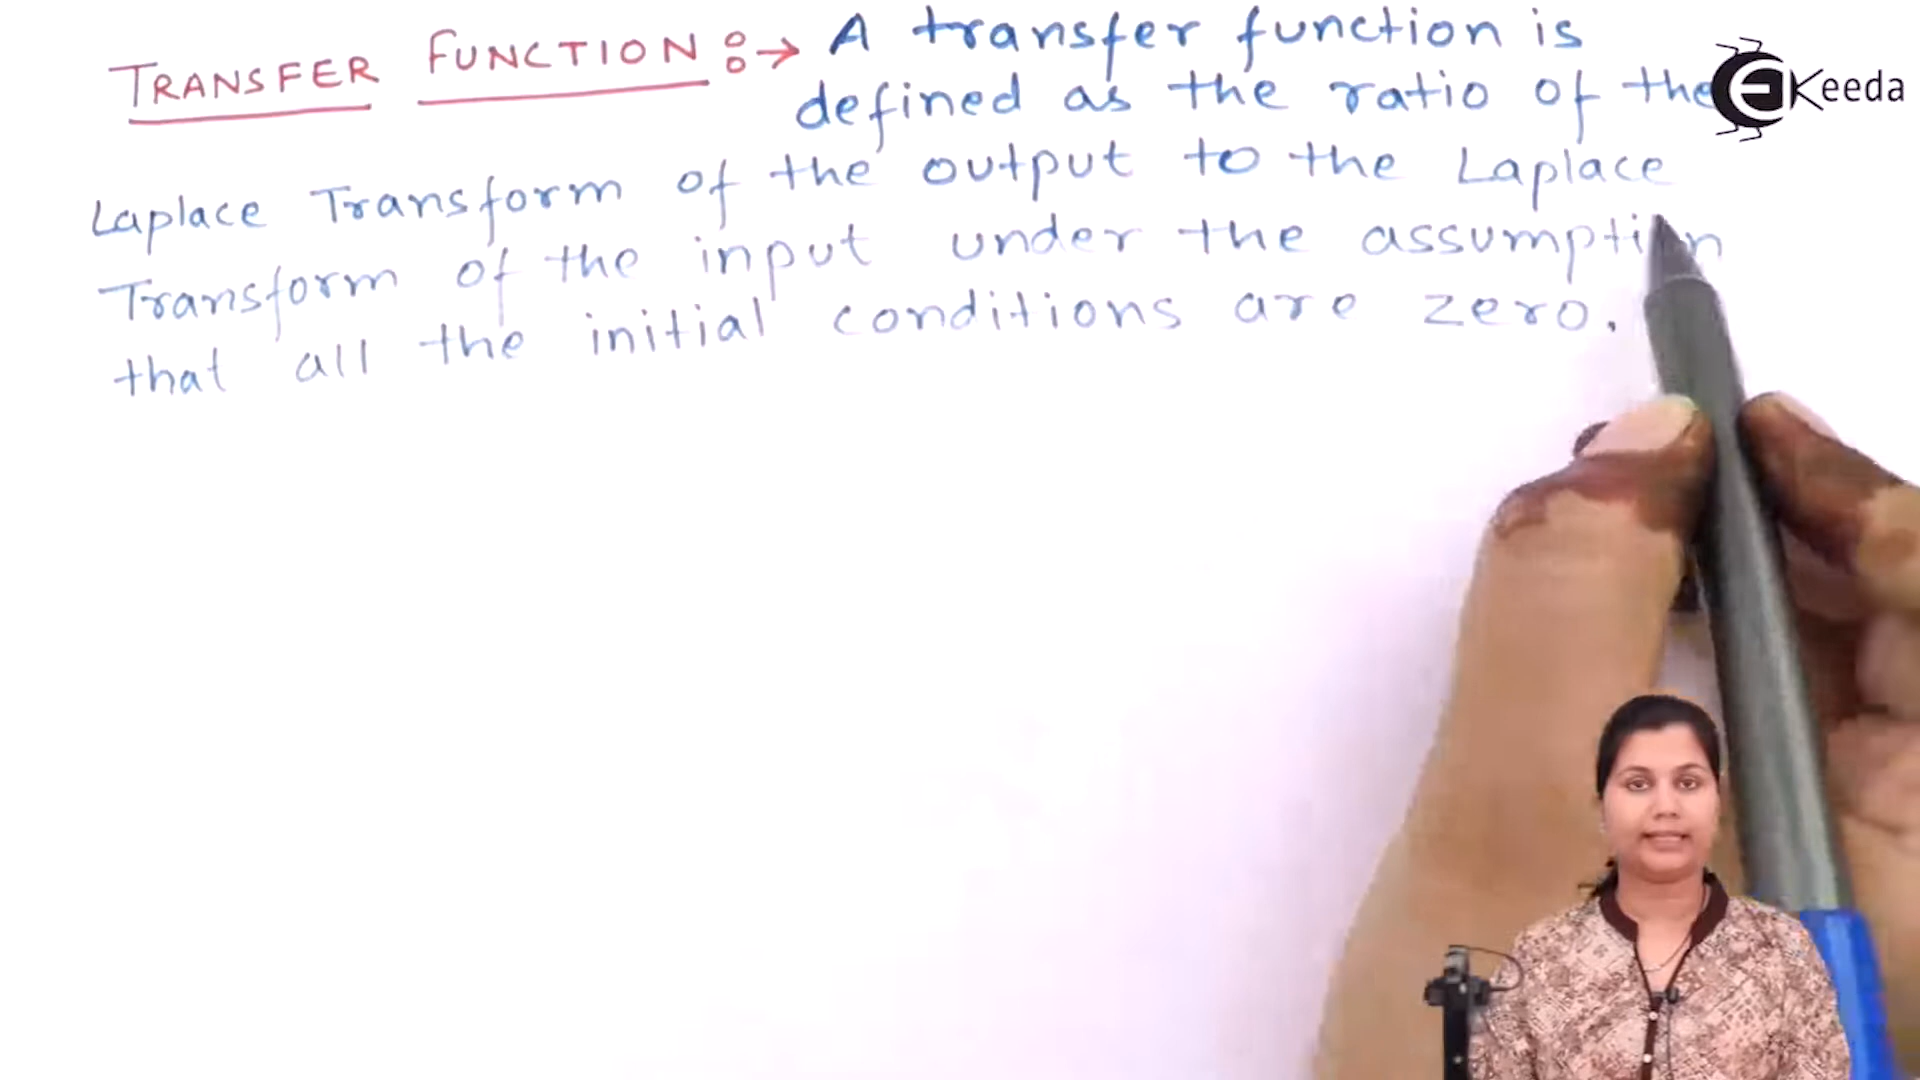 TRANSFER FUNCTION :→ A transfer function is
defined as the ratio of the
Laplace Transform of the output to the Laplace
Transform of the input under the assumption
that all the initial conditions are zero.
EKeeda